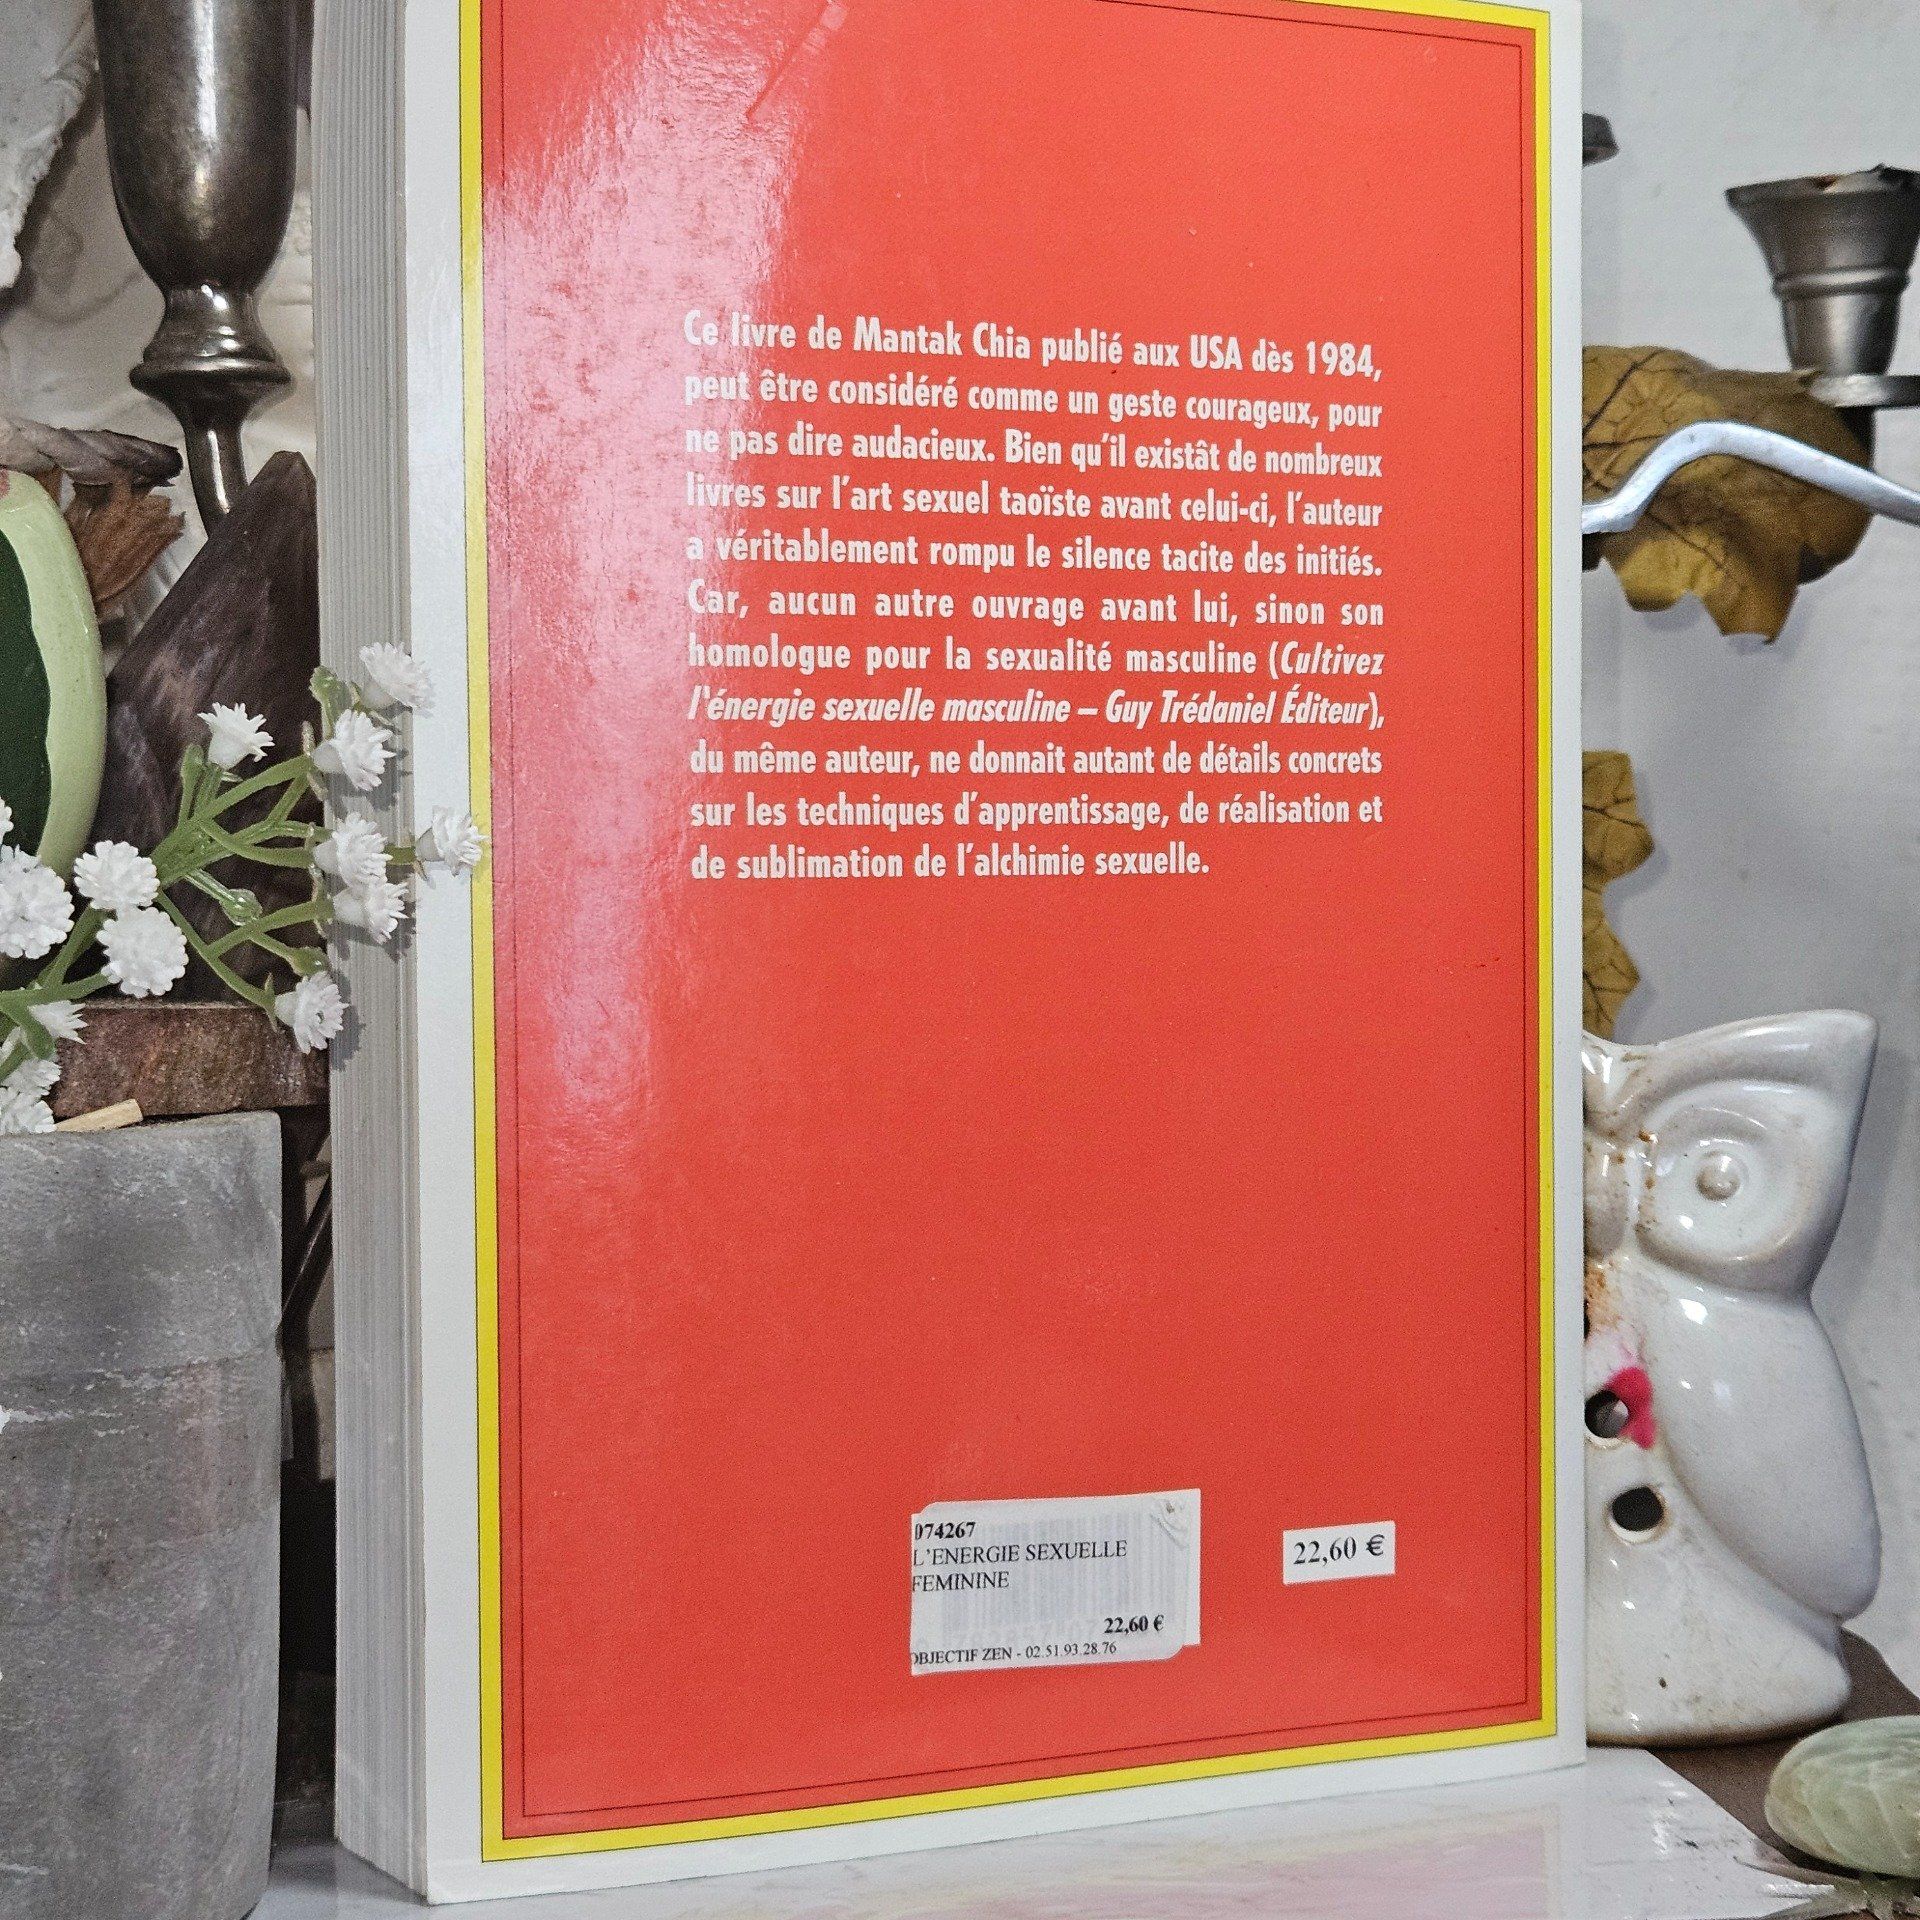 Ce livre de Mantak Chia publié aux USA dès 1984,
peut être considéré comme un geste courageux, pour
ne pas dire audacieux. Bien qu'il existât de nombreux
livres sur l'art sexuel taoïste avant celui-ci, l'auteur
a véritablement rompu le silence tacite des initiés.
Car, aucun autre ouvrage avant lui, sinon son
homologue pour la sexualité masculine (Cultivez
l'énergie sexuelle masculine – Guy Trédaniel Éditeur),
du même auteur, ne donnait autant de détails concrets
sur les techniques d'apprentissage, de réalisation et
de sublimation de l'alchimie sexuelle.
074267
L'ENERGIE SEXUELLE
FEMININE
22,60 €
OBJECTIF ZEN - 02.51.93.28.76
22,60 €